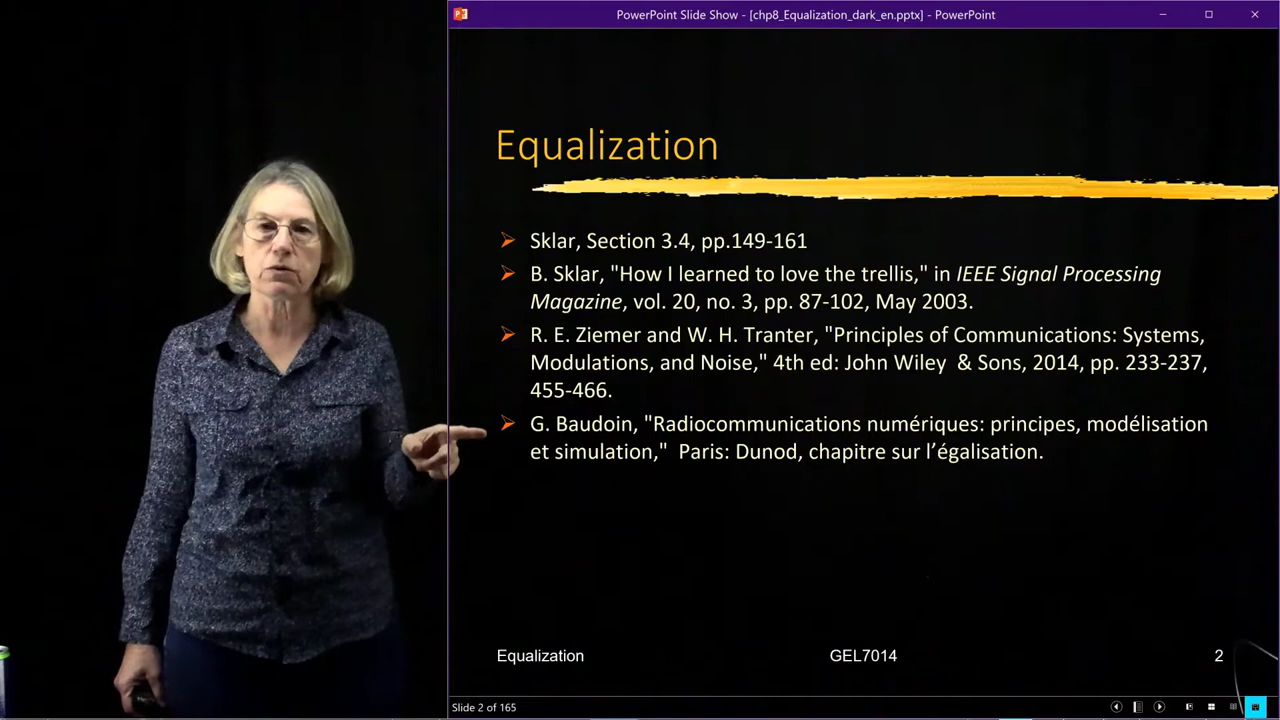 PowerPoint Slide Show - [chp8_Equalization_dark_en.pptx] - PowerPoint
Equalization
Sklar, Section 3.4, pp.149-161
B. Sklar, "How I learned to love the trellis," in IEEE Signal Processing
Magazine, vol. 20, no. 3, pp. 87-102, May 2003.
R. E. Ziemer and W. H. Tranter, "Principles of Communications: Systems,
Modulations, and Noise," 4th ed: John Wiley & Sons, 2014, pp. 233-237,
455-466.
G. Baudoin, "Radiocommunications numériques: principes, modélisation
et simulation," Paris: Dunod, chapitre sur l’égalisation.
Equalization GEL7014 2
Slide 2 of 165